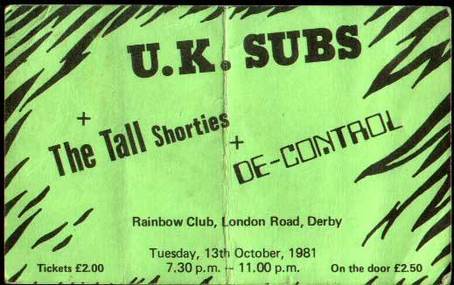 U.K. SUBS
+
The Tall Shorties
+
DE-CONTROL
Rainbow Club, London Road, Derby
Tuesday, 13th October, 1981
Tickets £2.00 7.30 p.m. – 11.00 p.m. On the door £2.50